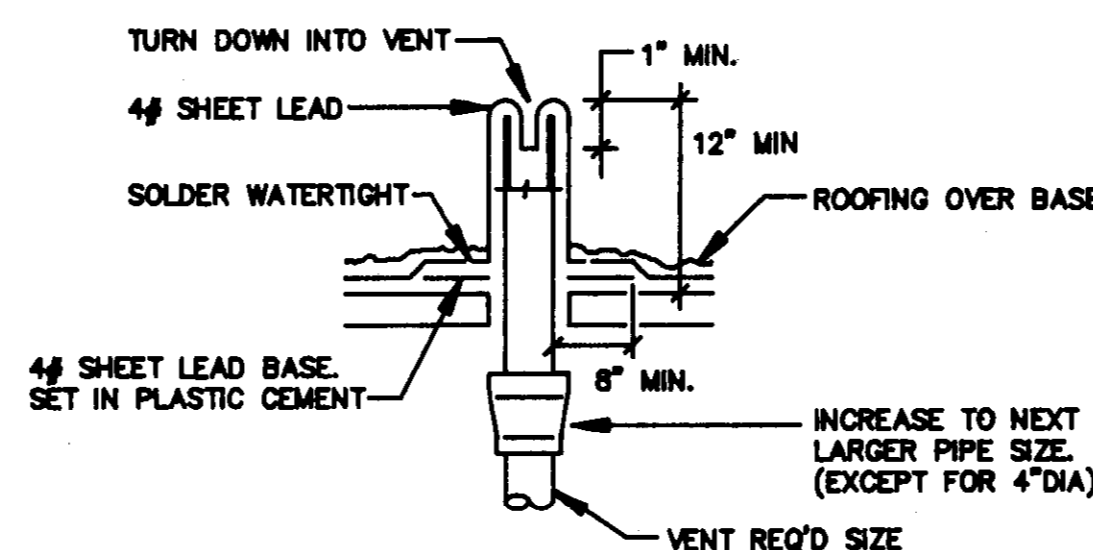 TURN DOWN INTO VENT
1" MIN.
4# SHEET LEAD
12" MIN
SOLDER WATERTIGHT
ROOFING OVER BASE
4# SHEET LEAD BASE.
SET IN PLASTIC CEMENT
8" MIN.
INCREASE TO NEXT
LARGER PIPE SIZE.
(EXCEPT FOR 4"DIA)
VENT REQ'D SIZE